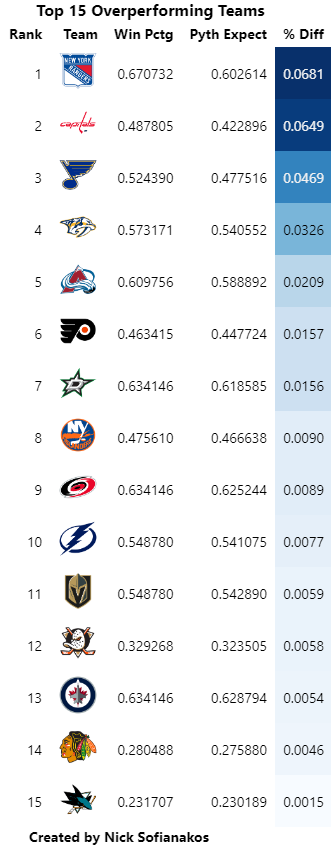 Top 15 Overperforming Teams
Rank Team Win Pctg Pyth Expect % Diff
1 NEW YORK RANGERS 0.670732 0.602614 0.0681
2 capitals 0.487805 0.422896 0.0649
3 0.524390 0.477516 0.0469
4 0.573171 0.540552 0.0326
5 0.609756 0.588892 0.0209
6 0.463415 0.447724 0.0157
7 0.634146 0.618585 0.0156
8 NY 0.475610 0.466638 0.0090
9 0.634146 0.625244 0.0089
10 0.548780 0.541075 0.0077
11 0.548780 0.542890 0.0059
12 0.329268 0.323505 0.0058
13 0.634146 0.628794 0.0054
14 0.280488 0.275880 0.0046
15 0.231707 0.230189 0.0015
Created by Nick Sofianakos